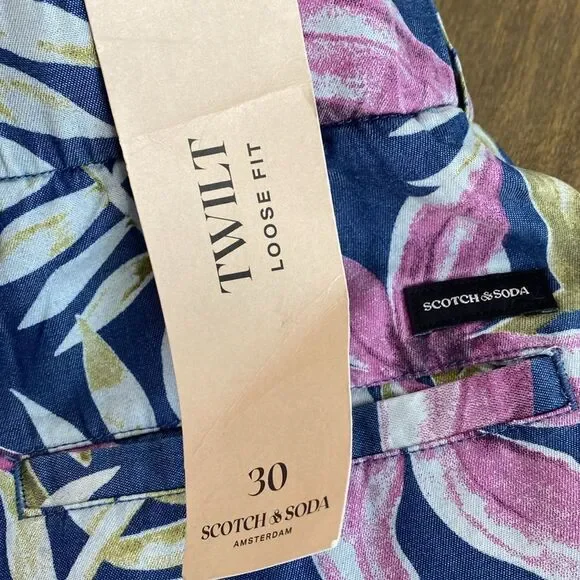 TWILT
LOOSE FIT
30
SCOTCH & SODA
AMSTERDAM
SCOTCH & SODA